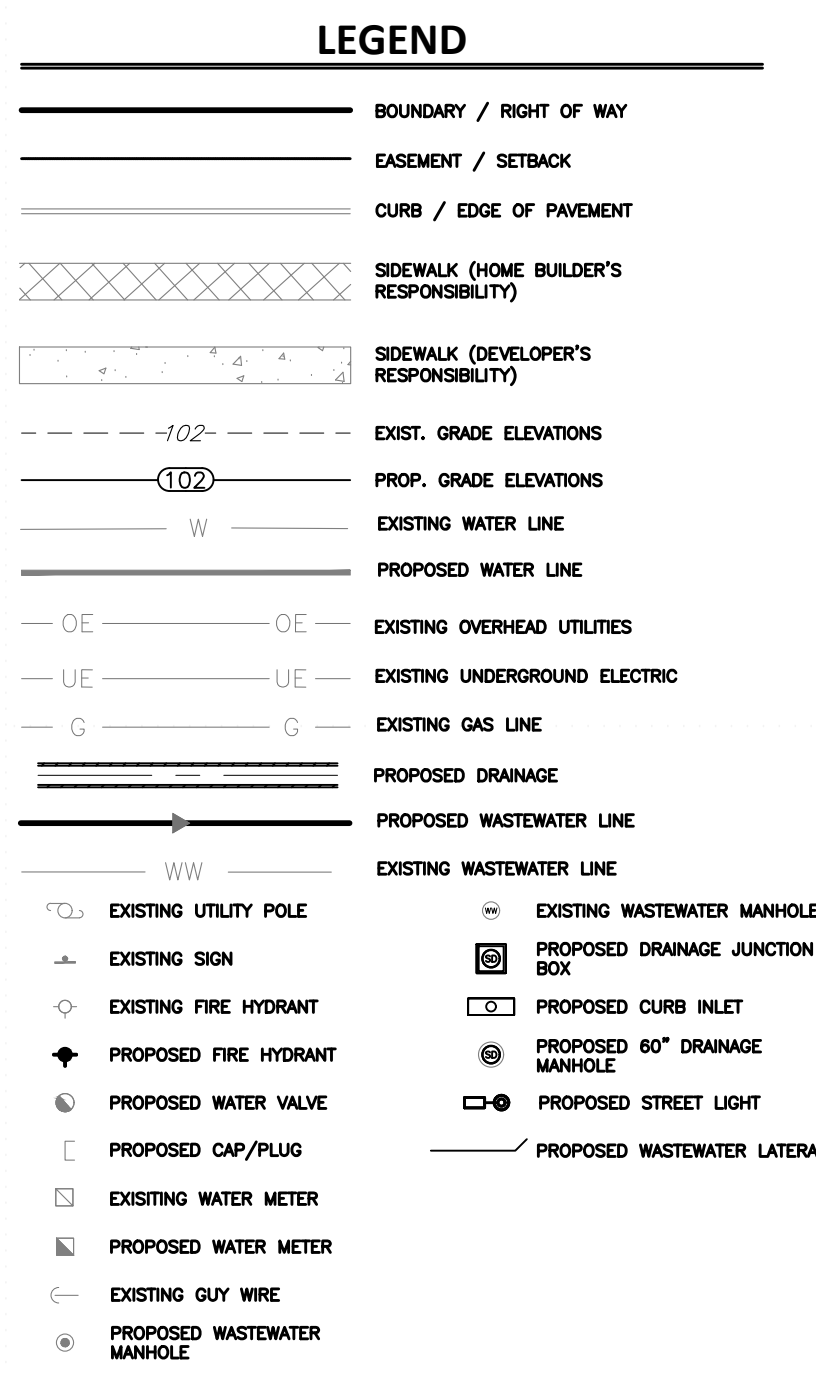 LEGEND
BOUNDARY / RIGHT OF WAY
EASEMENT / SETBACK
CURB / EDGE OF PAVEMENT
SIDEWALK (HOME BUILDER'S
RESPONSIBILITY)
SIDEWALK (DEVELOPER'S
RESPONSIBILITY)
102 EXIST. GRADE ELEVATIONS
102 PROP. GRADE ELEVATIONS
W EXISTING WATER LINE
PROPOSED WATER LINE
OE OE EXISTING OVERHEAD UTILITIES
UE UE EXISTING UNDERGROUND ELECTRIC
G G EXISTING GAS LINE
PROPOSED DRAINAGE
PROPOSED WASTEWATER LINE
WW EXISTING WASTEWATER LINE
EXISTING UTILITY POLE
EXISTING SIGN
EXISTING FIRE HYDRANT
PROPOSED FIRE HYDRANT
PROPOSED WATER VALVE
PROPOSED CAP/PLUG
EXISITING WATER METER
PROPOSED WATER METER
EXISTING GUY WIRE
PROPOSED WASTEWATER
MANHOLE
WW EXISTING WASTEWATER MANHOLE
SD PROPOSED DRAINAGE JUNCTION
BOX
PROPOSED CURB INLET
SD PROPOSED 60" DRAINAGE
MANHOLE
PROPOSED STREET LIGHT
PROPOSED WASTEWATER LATERA